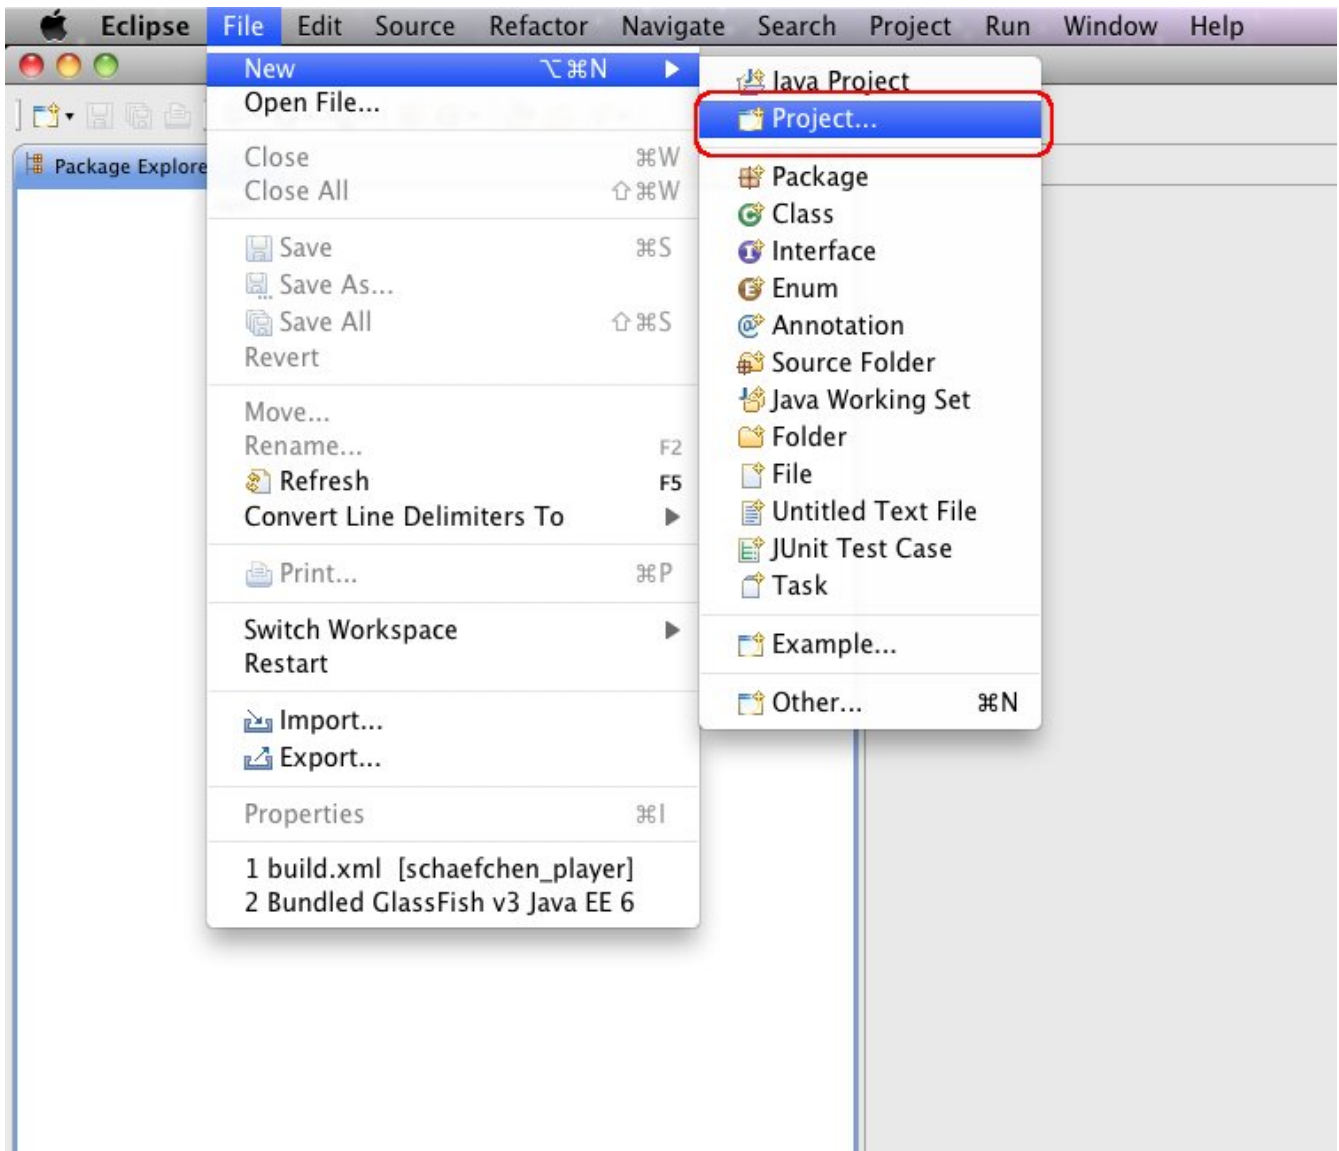 Eclipse File Edit Source Refactor Navigate Search Project Run Window Help
New ⌥⌘N ▶
Open File...
Close ⌘W
Close All ⇧⌘W
Save ⌘S
Save As...
Save All ⇧⌘S
Revert
Move...
Rename... F2
Refresh F5
Convert Line Delimiters To ▶
Print... ⌘P
Switch Workspace ▶
Restart
Import...
Export...
Properties ⌘I
1 build.xml [schaefchen_player]
2 Bundled GlassFish v3 Java EE 6
Java Project
Project...
Package
Class
Interface
Enum
Annotation
Source Folder
Java Working Set
Folder
File
Untitled Text File
JUnit Test Case
Task
Example...
Other... ⌘N
Package Explore